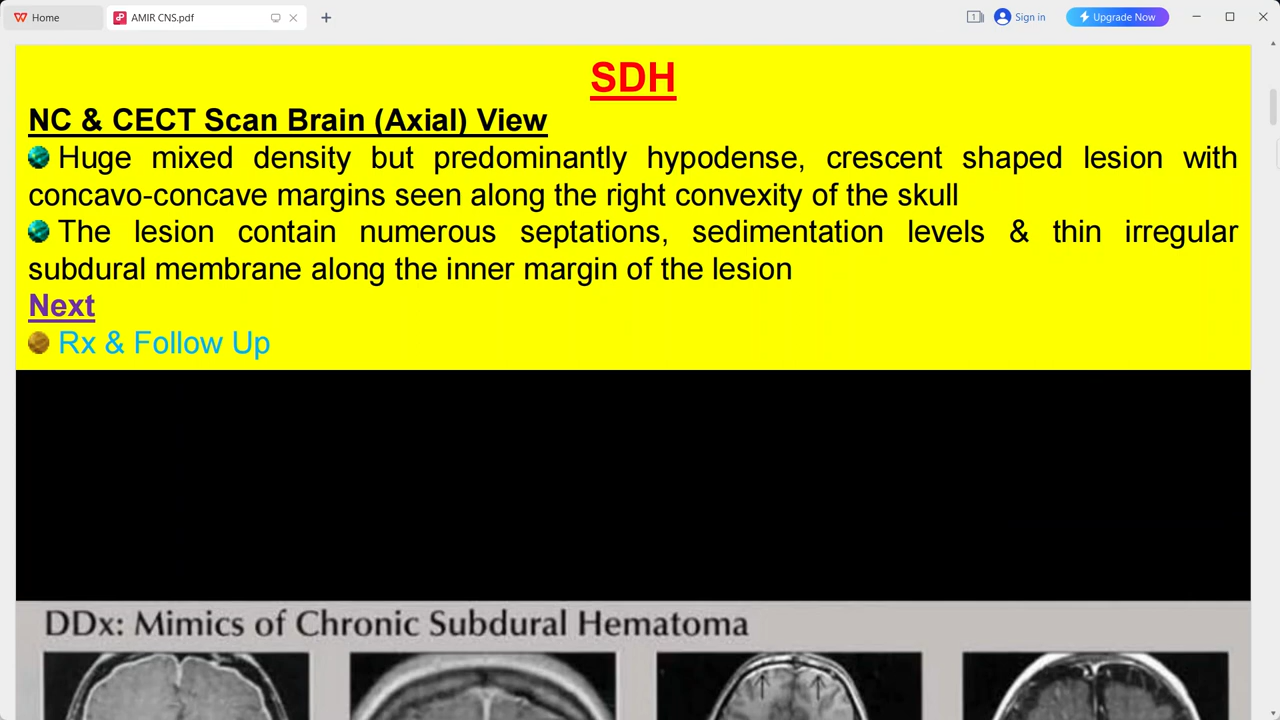 Home
AMIR CNS.pdf
1
Sign in
Upgrade Now
SDH
NC & CECT Scan Brain (Axial) View
Huge mixed density but predominantly hypodense, crescent shaped lesion with
concavo-concave margins seen along the right convexity of the skull
The lesion contain numerous septations, sedimentation levels & thin irregular
subdural membrane along the inner margin of the lesion
Next
Rx & Follow Up
DDx: Mimics of Chronic Subdural Hematoma